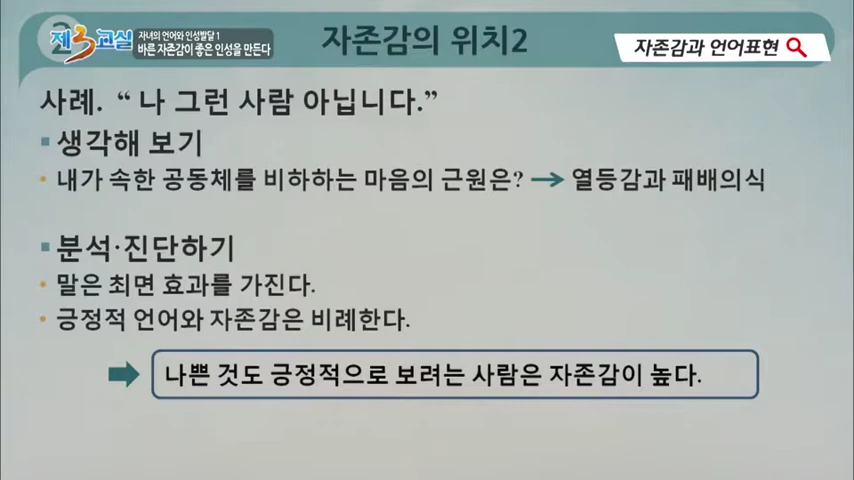 제3교실
자녀의 언어와 인성발달 1
바른 자존감이 좋은 인성을 만든다
자존감의 위치2
자존감과 언어표현
사례. “ 나 그런 사람 아닙니다.”
▪ 생각해 보기
• 내가 속한 공동체를 비하하는 마음의 근원은? → 열등감과 패배의식
▪ 분석·진단하기
• 말은 최면 효과를 가진다.
• 긍정적 언어와 자존감은 비례한다.
나쁜 것도 긍정적으로 보려는 사람은 자존감이 높다.